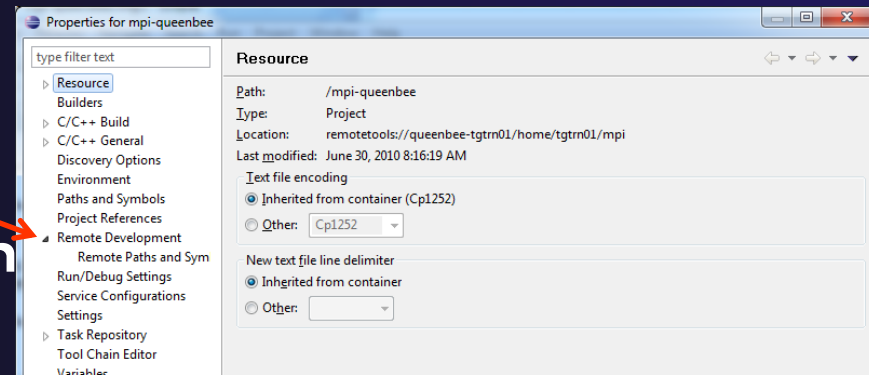 Properties for mpi-queenbee
type filter text
Resource
Builders
C/C++ Build
C/C++ General
Discovery Options
Environment
Paths and Symbols
Project References
Remote Development
Remote Paths and Sym
Run/Debug Settings
Service Configurations
Settings
Task Repository
Tool Chain Editor
Variables
Resource
Path: /mpi-queenbee
Type: Project
Location: remotetools://queenbee-tgtrn01/home/tgtrn01/mpi
Last modified: June 30, 2010 8:16:19 AM
Text file encoding
Inherited from container (Cp1252)
Other: Cp1252
New text file line delimiter
Inherited from container
Other:
n